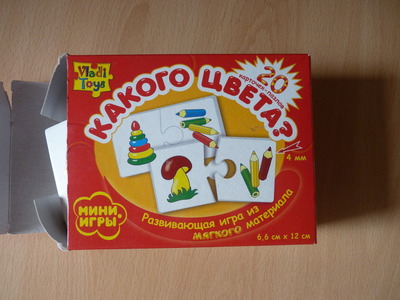 Vladi
Toys
КАКОГО ЦВЕТА?
20
карточек-пазлов
4 мм
МИНИ
ИГРЫ
Развивающая игра из
мягкого материала
6,6 см х 12 см